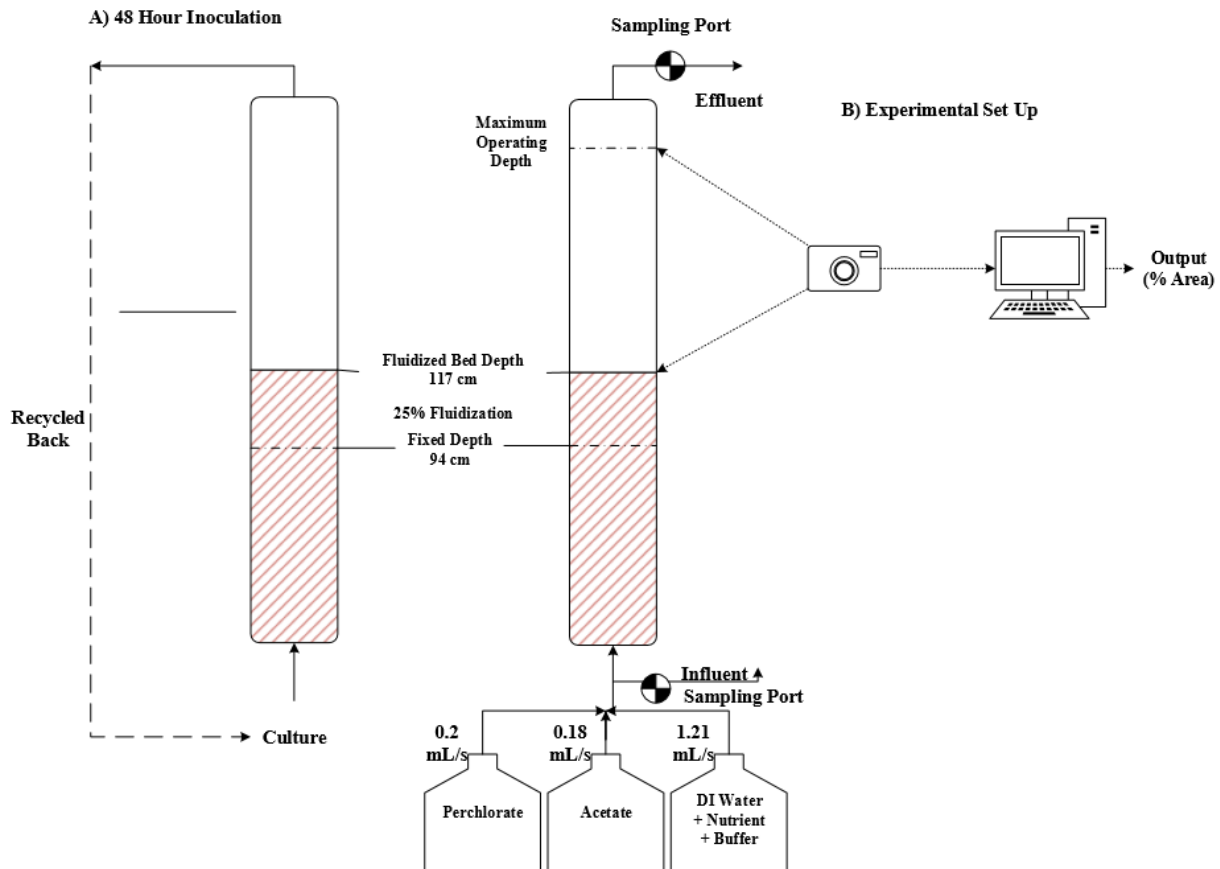 A) 48 Hour Inoculation
Sampling Port
Effluent
B) Experimental Set Up
Maximum
Operating
Depth
Output
(% Area)
Fluidized Bed Depth
117 cm
25% Fluidization
Fixed Depth
94 cm
Recycled
Back
Influent
Sampling Port
Culture
0.2
mL/s
0.18
mL/s
1.21
mL/s
Perchlorate
Acetate
DI Water
+ Nutrient
+ Buffer